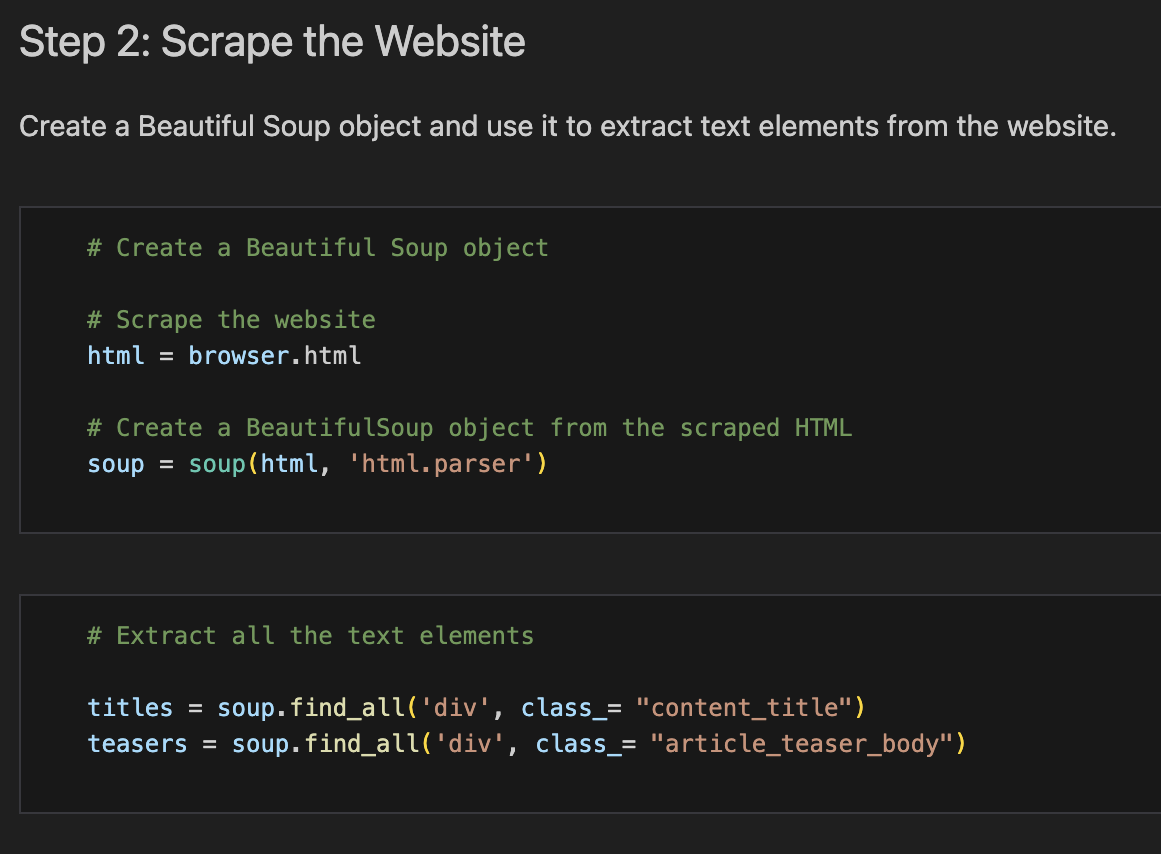 Step 2: Scrape the Website
Create a Beautiful Soup object and use it to extract text elements from the website.
# Create a Beautiful Soup object
# Scrape the website
html = browser.html
# Create a BeautifulSoup object from the scraped HTML
soup = soup(html, 'html.parser')
# Extract all the text elements
titles = soup.find_all('div', class_= "content_title")
teasers = soup.find_all('div', class_= "article_teaser_body")